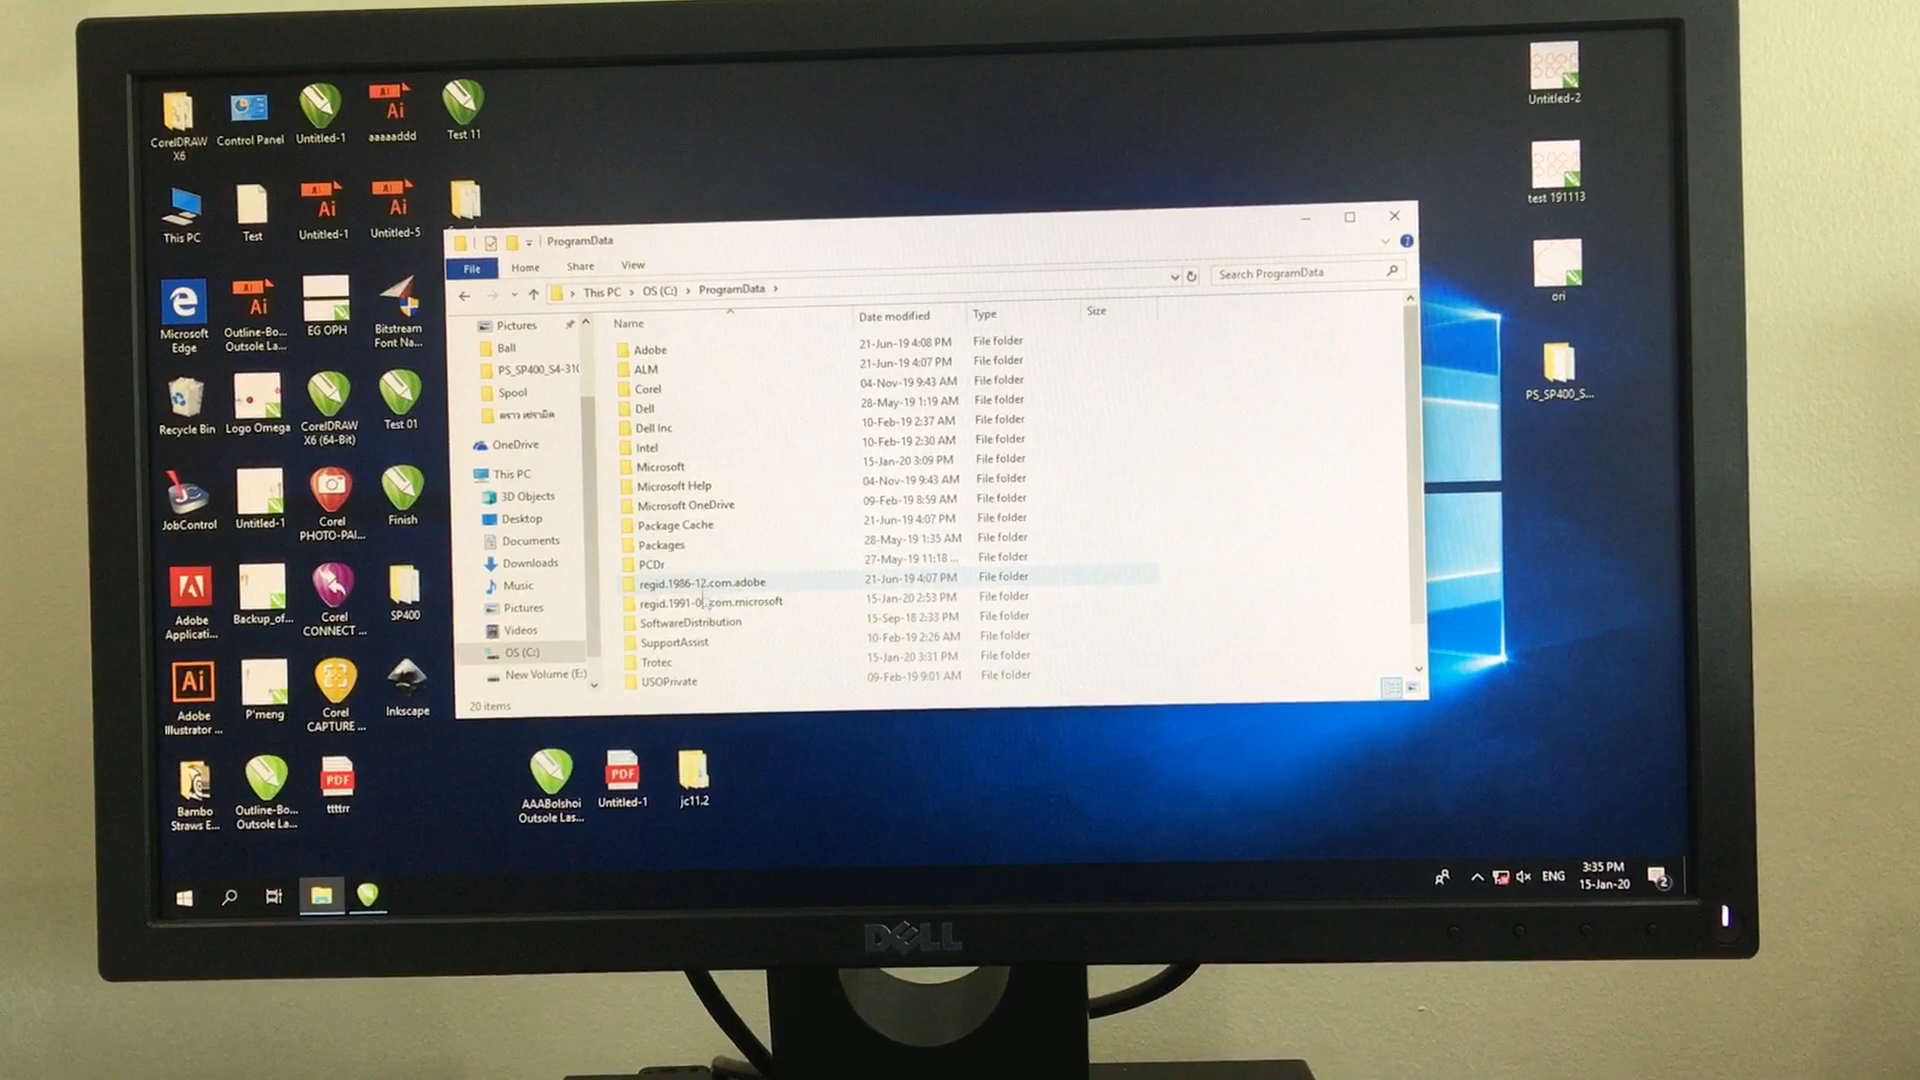 CorelDRAW X6
Control Panel
Untitled-1
aaaaaddd
Test 11
This PC
Test
Untitled-1
Untitled-5
Microsoft Edge
Outline-Bo... Outsole La...
EG OPH
Bitstream Font Na...
Recycle Bin
Logo Omega
CorelDRAW X6 (64-Bit)
Test 01
JobControl
Untitled-1
Corel PHOTO-PAI...
Finish
Adobe Applicati...
Backup_of...
Corel CONNECT ...
SP400
Adobe Illustrator ...
P'meng
Corel CAPTURE ...
Inkscape
Bambo Straws E...
Outline-Bo... Outsole La...
ttttrr
AAABolshoi Outsole Las...
Untitled-1
jc11.2
Untitled-2
test 191113
ori
PS_SP400_S...
ProgramData
File Home Share View
This PC > OS (C:) > ProgramData >
Search ProgramData
Pictures
Ball
PS_SP400_S4-310
Spool
OneDrive
This PC
3D Objects
Desktop
Documents
Downloads
Music
Pictures
Videos
OS (C:)
New Volume (E:)
Name Date modified Type Size
Adobe 21-Jun-19 4:08 PM File folder
ALM 21-Jun-19 4:07 PM File folder
Corel 04-Nov-19 9:43 AM File folder
Dell 28-May-19 1:19 AM File folder
Dell Inc 10-Feb-19 2:37 AM File folder
Intel 10-Feb-19 2:30 AM File folder
Microsoft 15-Jan-20 3:09 PM File folder
Microsoft Help 04-Nov-19 9:43 AM File folder
Microsoft OneDrive 09-Feb-19 8:59 AM File folder
Package Cache 21-Jun-19 4:07 PM File folder
Packages 28-May-19 1:35 AM File folder
PCDr 27-May-19 11:18 ... File folder
regid.1986-12.com.adobe 21-Jun-19 4:07 PM File folder
regid.1991-0 .com.microsoft 15-Jan-20 2:53 PM File folder
SoftwareDistribution 15-Sep-18 2:33 PM File folder
SupportAssist 10-Feb-19 2:26 AM File folder
Trotec 15-Jan-20 3:31 PM File folder
USOPrivate 09-Feb-19 9:01 AM File folder
20 items
ENG
3:35 PM
15-Jan-20
2
DELL